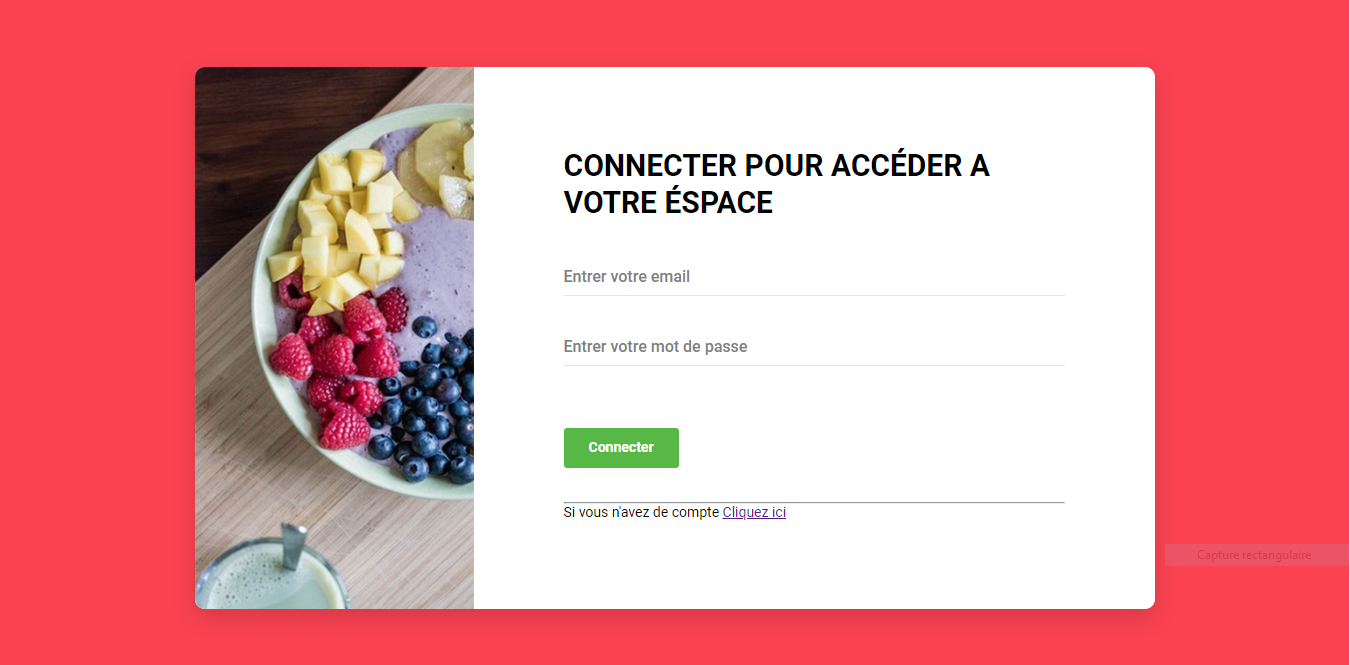 CONNECTER POUR ACCÉDER A
VOTRE ÉSPACE
Entrer votre email
Entrer votre mot de passe
Connecter
Si vous n'avez de compte Cliquez ici
Capture rectangulaire